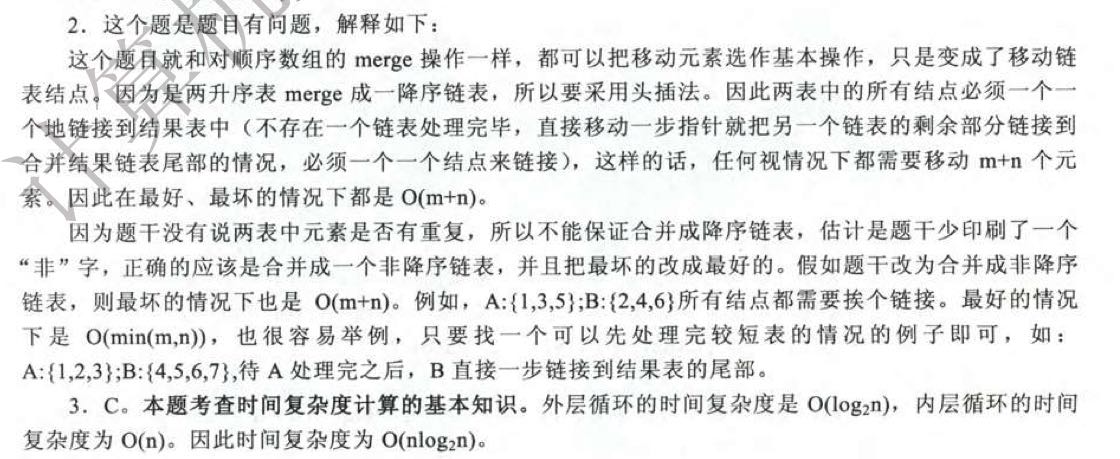 2．这个题是题目有问题，解释如下：
这个题目就和对顺序数组的 merge 操作一样，都可以把移动元素选作基本操作，只是变成了移动链
表结点。因为是两升序表 merge 成一降序链表，所以要采用头插法。因此两表中的所有结点必须一个一
个地链接到结果表中（不存在一个链表处理完毕，直接移动一步指针就把另一个链表的剩余部分链接到
合并结果链表尾部的情况，必须一个一个结点来链接），这样的话，任何视情况下都需要移动 m+n 个元
素。因此在最好、最坏的情况下都是 O(m+n)。
因为题干没有说两表中元素是否有重复，所以不能保证合并成降序链表，估计是题干少印刷了一个
“非”字，正确的应该是合并成一个非降序链表，并且把最坏的改成最好的。假如题干改为合并成非降序
链表，则最坏的情况下也是 O(m+n)。例如，A:{1,3,5};B:{2,4,6}所有结点都需要挨个链接。最好的情况
下是 O(min(m,n))，也很容易举例，只要找一个可以先处理完较短表的情况的例子即可，如：
A:{1,2,3};B:{4,5,6,7},待 A 处理完之后，B 直接一步链接到结果表的尾部。
3．C。本题考查时间复杂度计算的基本知识。外层循环的时间复杂度是 O(log₂n)，内层循环的时间
复杂度为 O(n)。因此时间复杂度为 O(nlog₂n)。
计算机